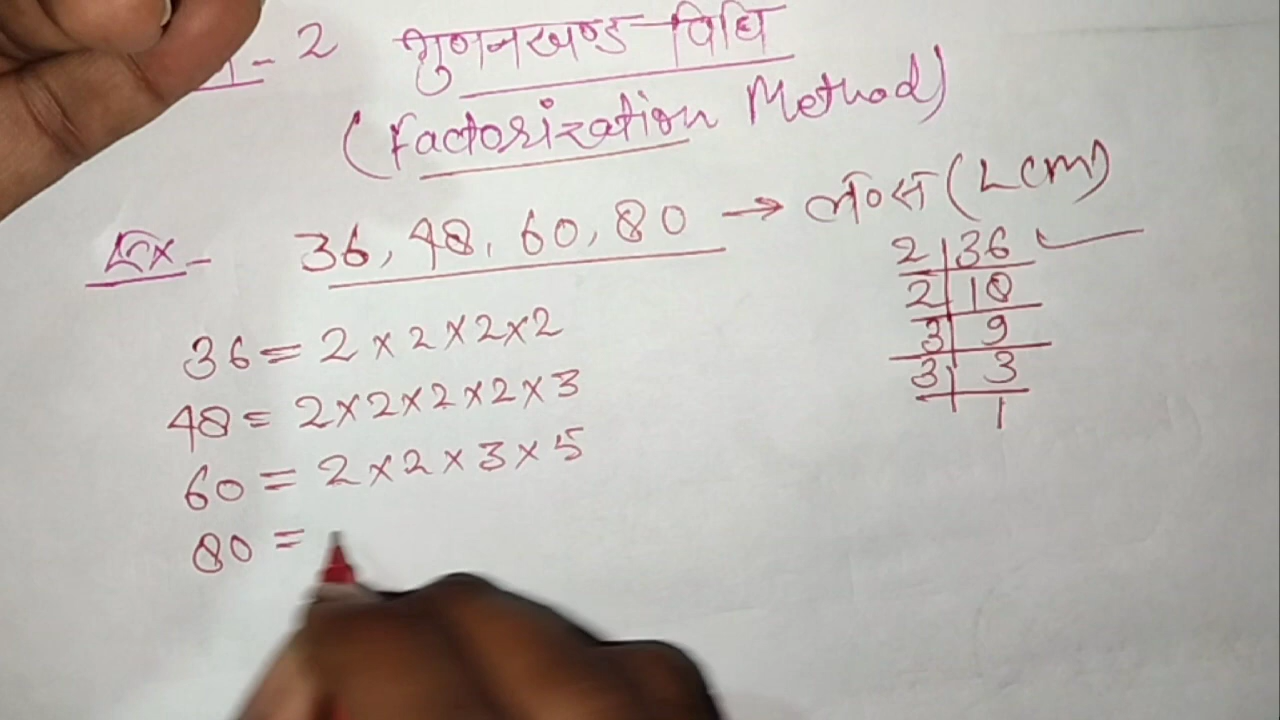 - 2 गुणनखण्ड विधि
(Factorization Method)
Ex - 36, 48, 60, 80 → ल०स (LCM)
36 = 2 × 2 × 2 × 2
48 = 2 × 2 × 2 × 2 × 3
60 = 2 × 2 × 3 × 5
80 =
2 | 36
2 | 18
3 | 9
3 | 3
1